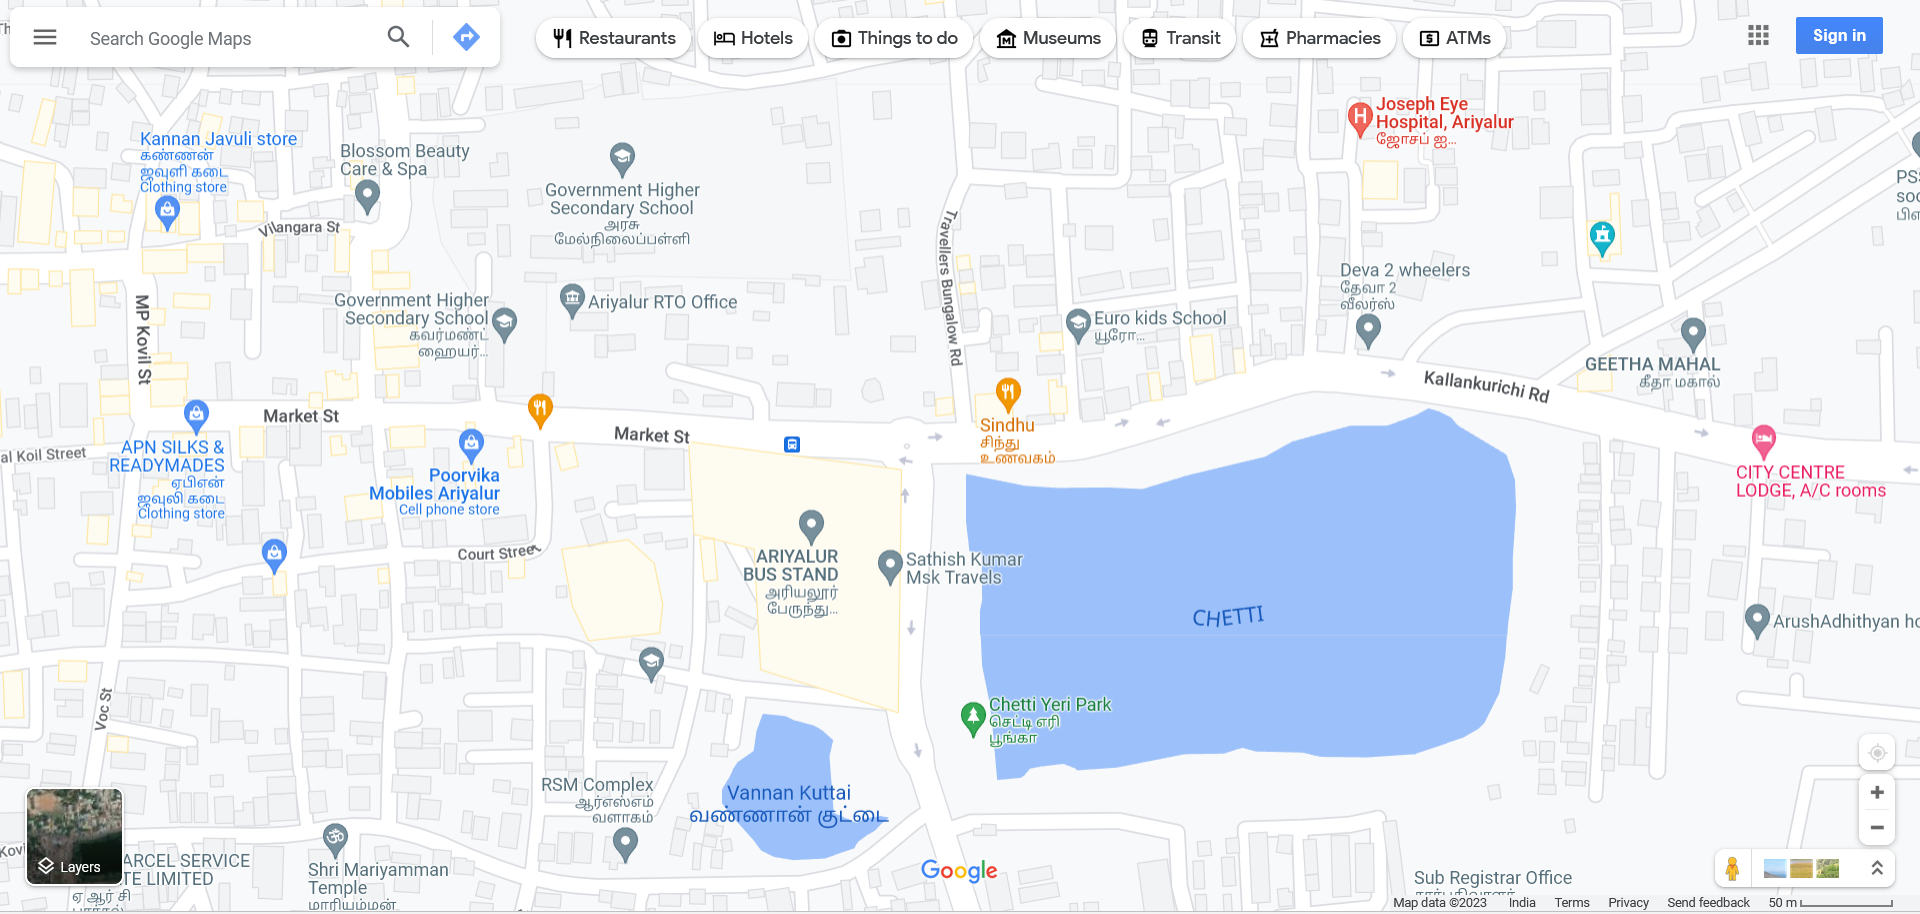 Search Google Maps
Restaurants
Hotels
Things to do
Museums
Transit
Pharmacies
ATMs
Sign in
Kannan Javuli store
கண்ணன்
ஜவுளி கடை
Clothing store
Blossom Beauty
Care & Spa
Government Higher
Secondary School
அரசு
மேல்நிலைப்பள்ளி
Joseph Eye
Hospital, Ariyalur
ஜோசப் ஐ...
Vilangara St
Travellers Bungalow Rd
MP Kovil St
Government Higher
Secondary School
கவர்மண்ட்
ஹையர்...
Ariyalur RTO Office
Euro kids School
யூரோ...
Deva 2 wheelers
தேவா 2
வீலர்ஸ்
GEETHA MAHAL
கீதா மகால்
Kallankurichi Rd
Market St
Market St
Sindhu
சிந்து
உணவகம்
al Koil Street
APN SILKS &
READYMADES
ஏபிஎன்
ஜவுலி கடை
Clothing store
Poorvika
Mobiles Ariyalur
Cell phone store
CITY CENTRE
LODGE, A/C rooms
Court Street
ARIYALUR
BUS STAND
அரியலூர்
பேருந்து...
Sathish Kumar
Msk Travels
CHETTI
ArushAdhithyan ho
Voc St
Chetti Yeri Park
செட்டி எரி
பூங்கா
RSM Complex
ஆர்எஸ்எம்
வளாகம்
Vannan Kuttai
வண்ணான் குட்டை
Layers
ARCEL SERVICE
TE LIMITED
ஏ ஆர் சி
Shri Mariyamman
Temple
மாரியம்மன்
Google
Sub Registrar Office
Map data ©2023
India
Terms
Privacy
Send feedback
50 m